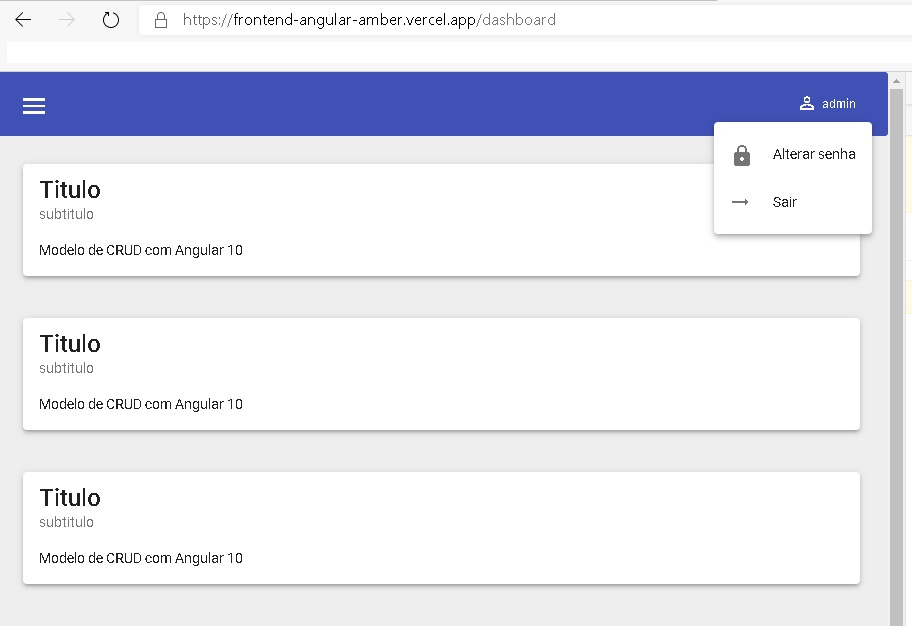 https://frontend-angular-amber.vercel.app/dashboard
admin
Alterar senha
Sair
Titulo
subtitulo
Modelo de CRUD com Angular 10
Titulo
subtitulo
Modelo de CRUD com Angular 10
Titulo
subtitulo
Modelo de CRUD com Angular 10